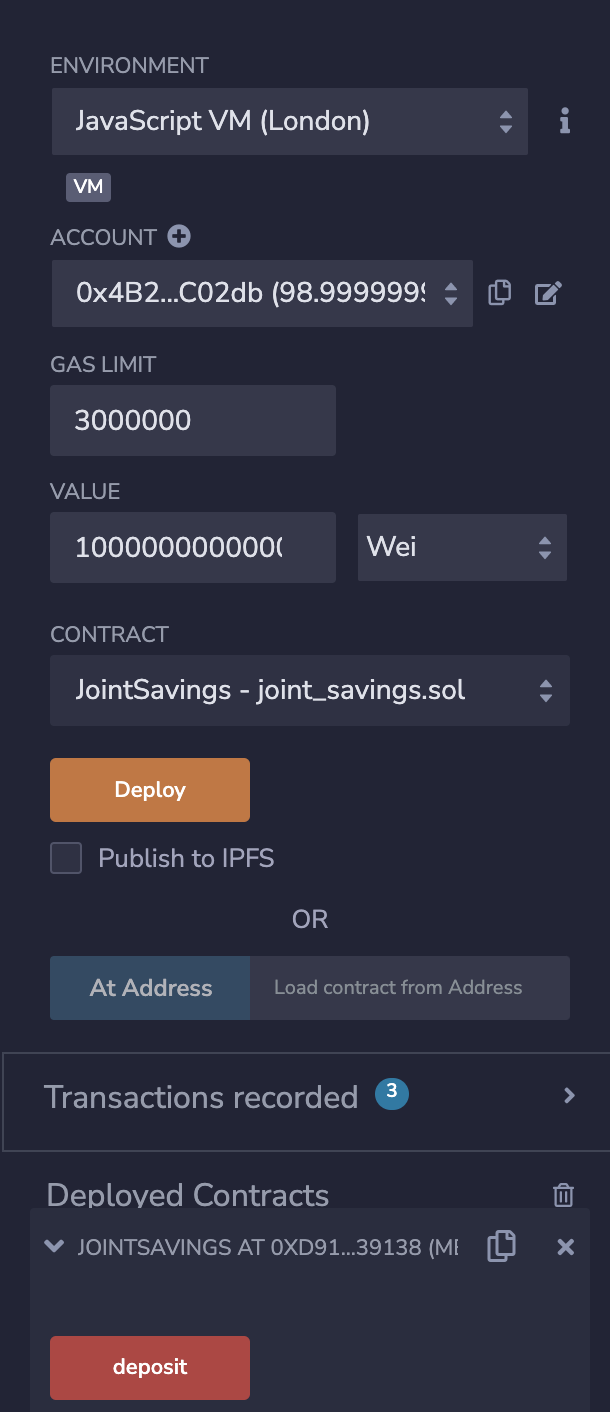 ENVIRONMENT
JavaScript VM (London)
VM
ACCOUNT
0x4B2...C02db (98.9999999
GAS LIMIT
3000000
VALUE
1000000000000
Wei
CONTRACT
JointSavings - joint_savings.sol
Deploy
Publish to IPFS
OR
At Address Load contract from Address
Transactions recorded 3
Deployed Contracts
JOINTSAVINGS AT 0XD91...39138 (ME
deposit